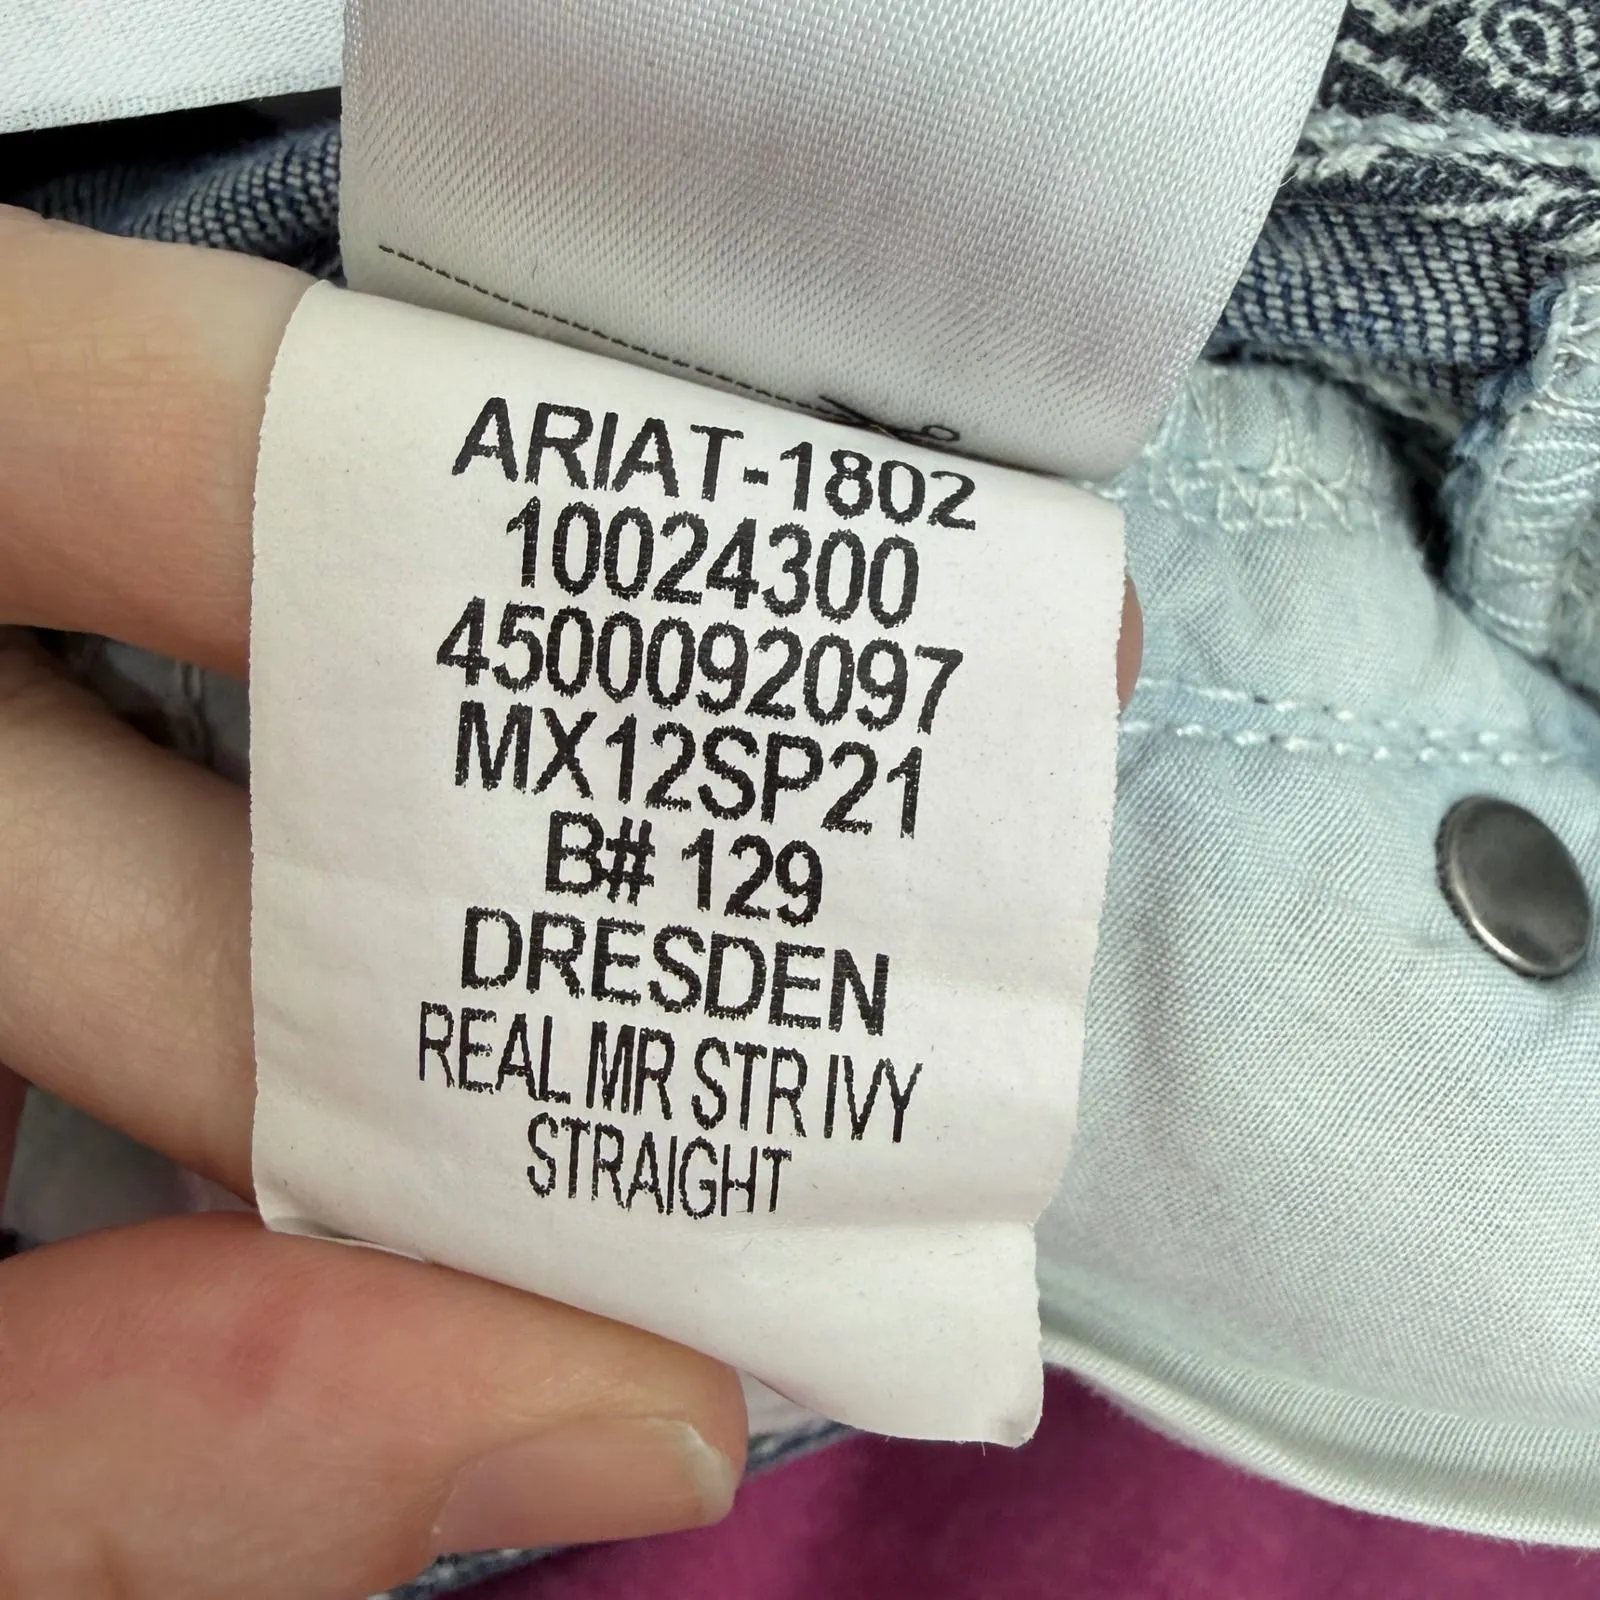 ARIAT-1802
10024300
4500092097
MX12SP21
B# 129
DRESDEN
REAL MR STR IVY
STRAIGHT